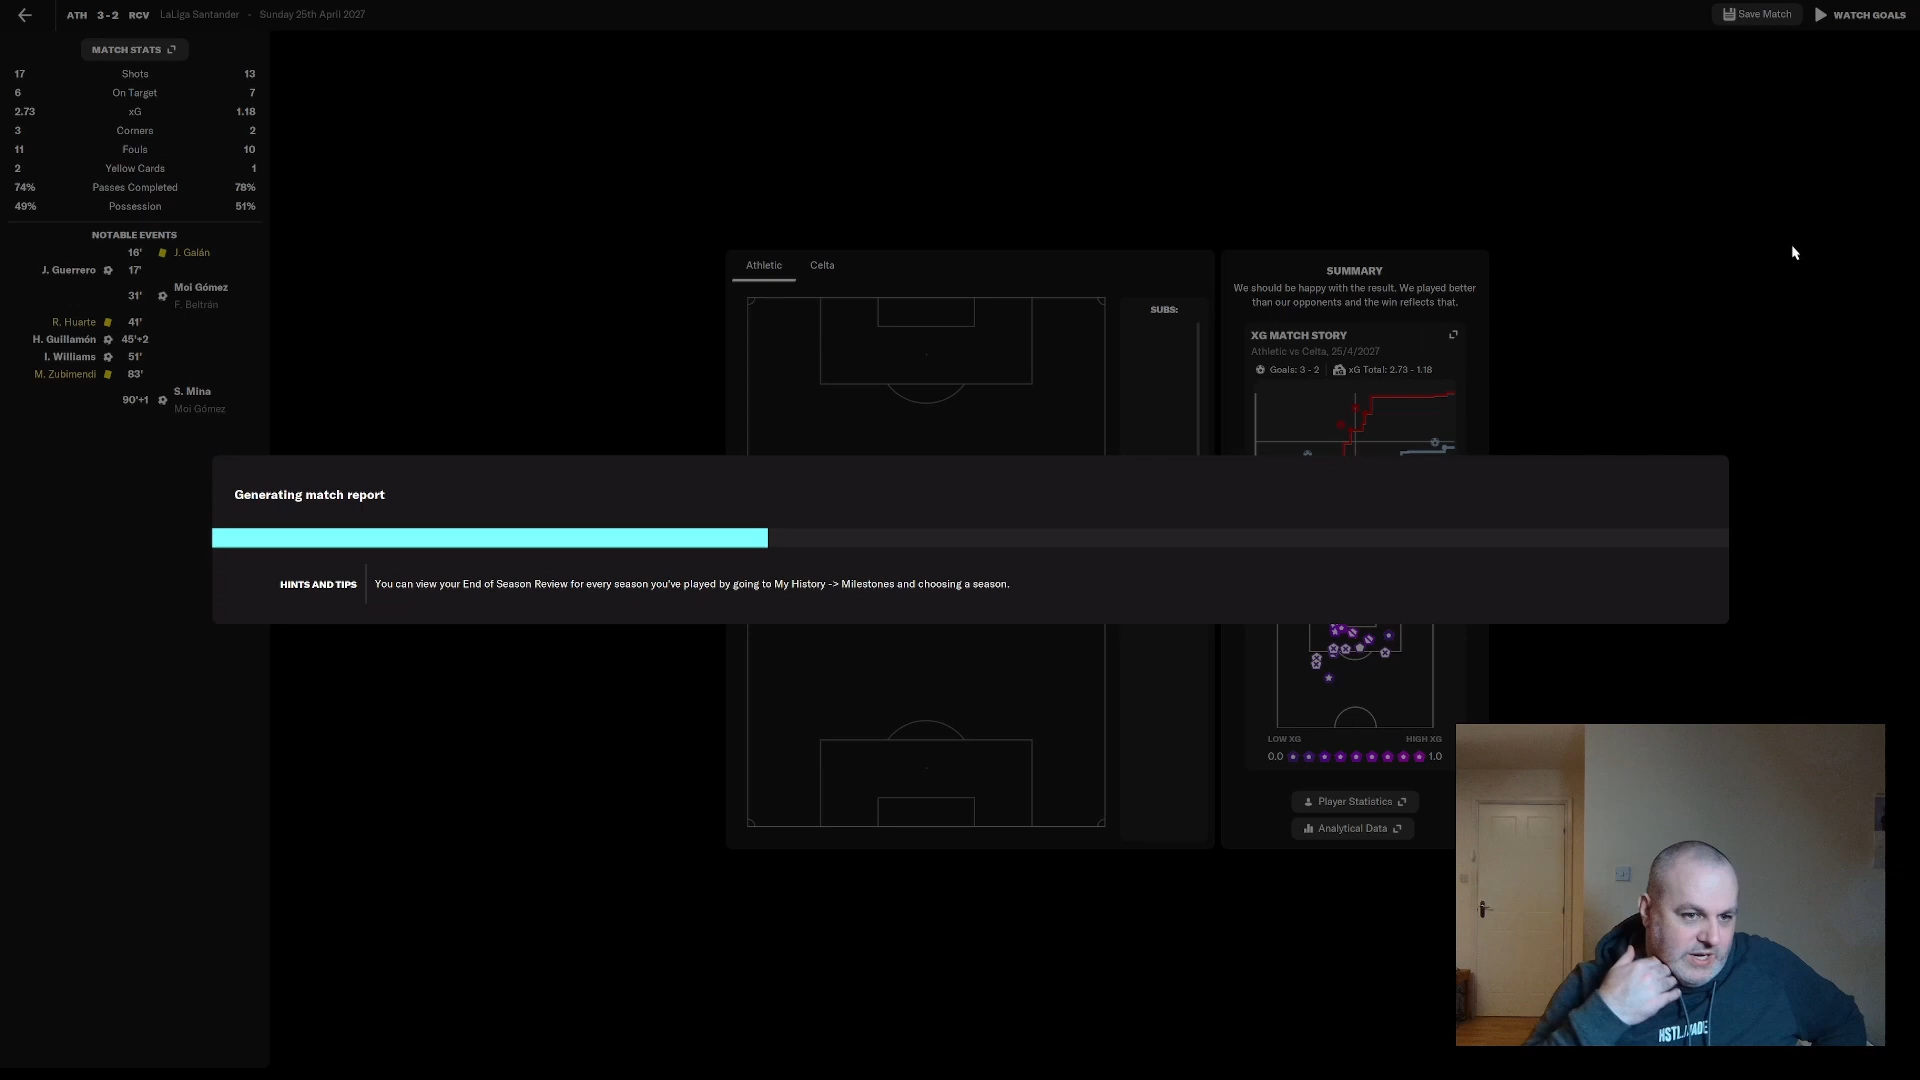 ATH 3-2 RCV LaLiga Santander - Sunday 25th April 2027
Save Match
WATCH GOALS
MATCH STATS
17 Shots 13
6 On Target 7
2.73 xG 1.18
3 Corners 2
11 Fouls 10
2 Yellow Cards 1
74% Passes Completed 78%
49% Possession 51%
NOTABLE EVENTS
16' J. Galán
J. Guerrero 17'
Moi Gómez
31'
F. Beltrán
R. Huarte 41'
H. Guillamón 45'+2
I. Williams 51'
M. Zubimendi 83'
S. Mina
90'+1
Moi Gómez
Athletic Celta
SUBS:
SUMMARY
We should be happy with the result. We played better
than our opponents and the win reflects that.
XG MATCH STORY
Athletic vs Celta, 25/4/2027
Goals: 3 - 2 xG Total: 2.73 - 1.18
Generating match report
HINTS AND TIPS You can view your End of Season Review for every season you've played by going to My History -> Milestones and choosing a season.
LOW XG HIGH XG
0.0 1.0
Player Statistics
Analytical Data